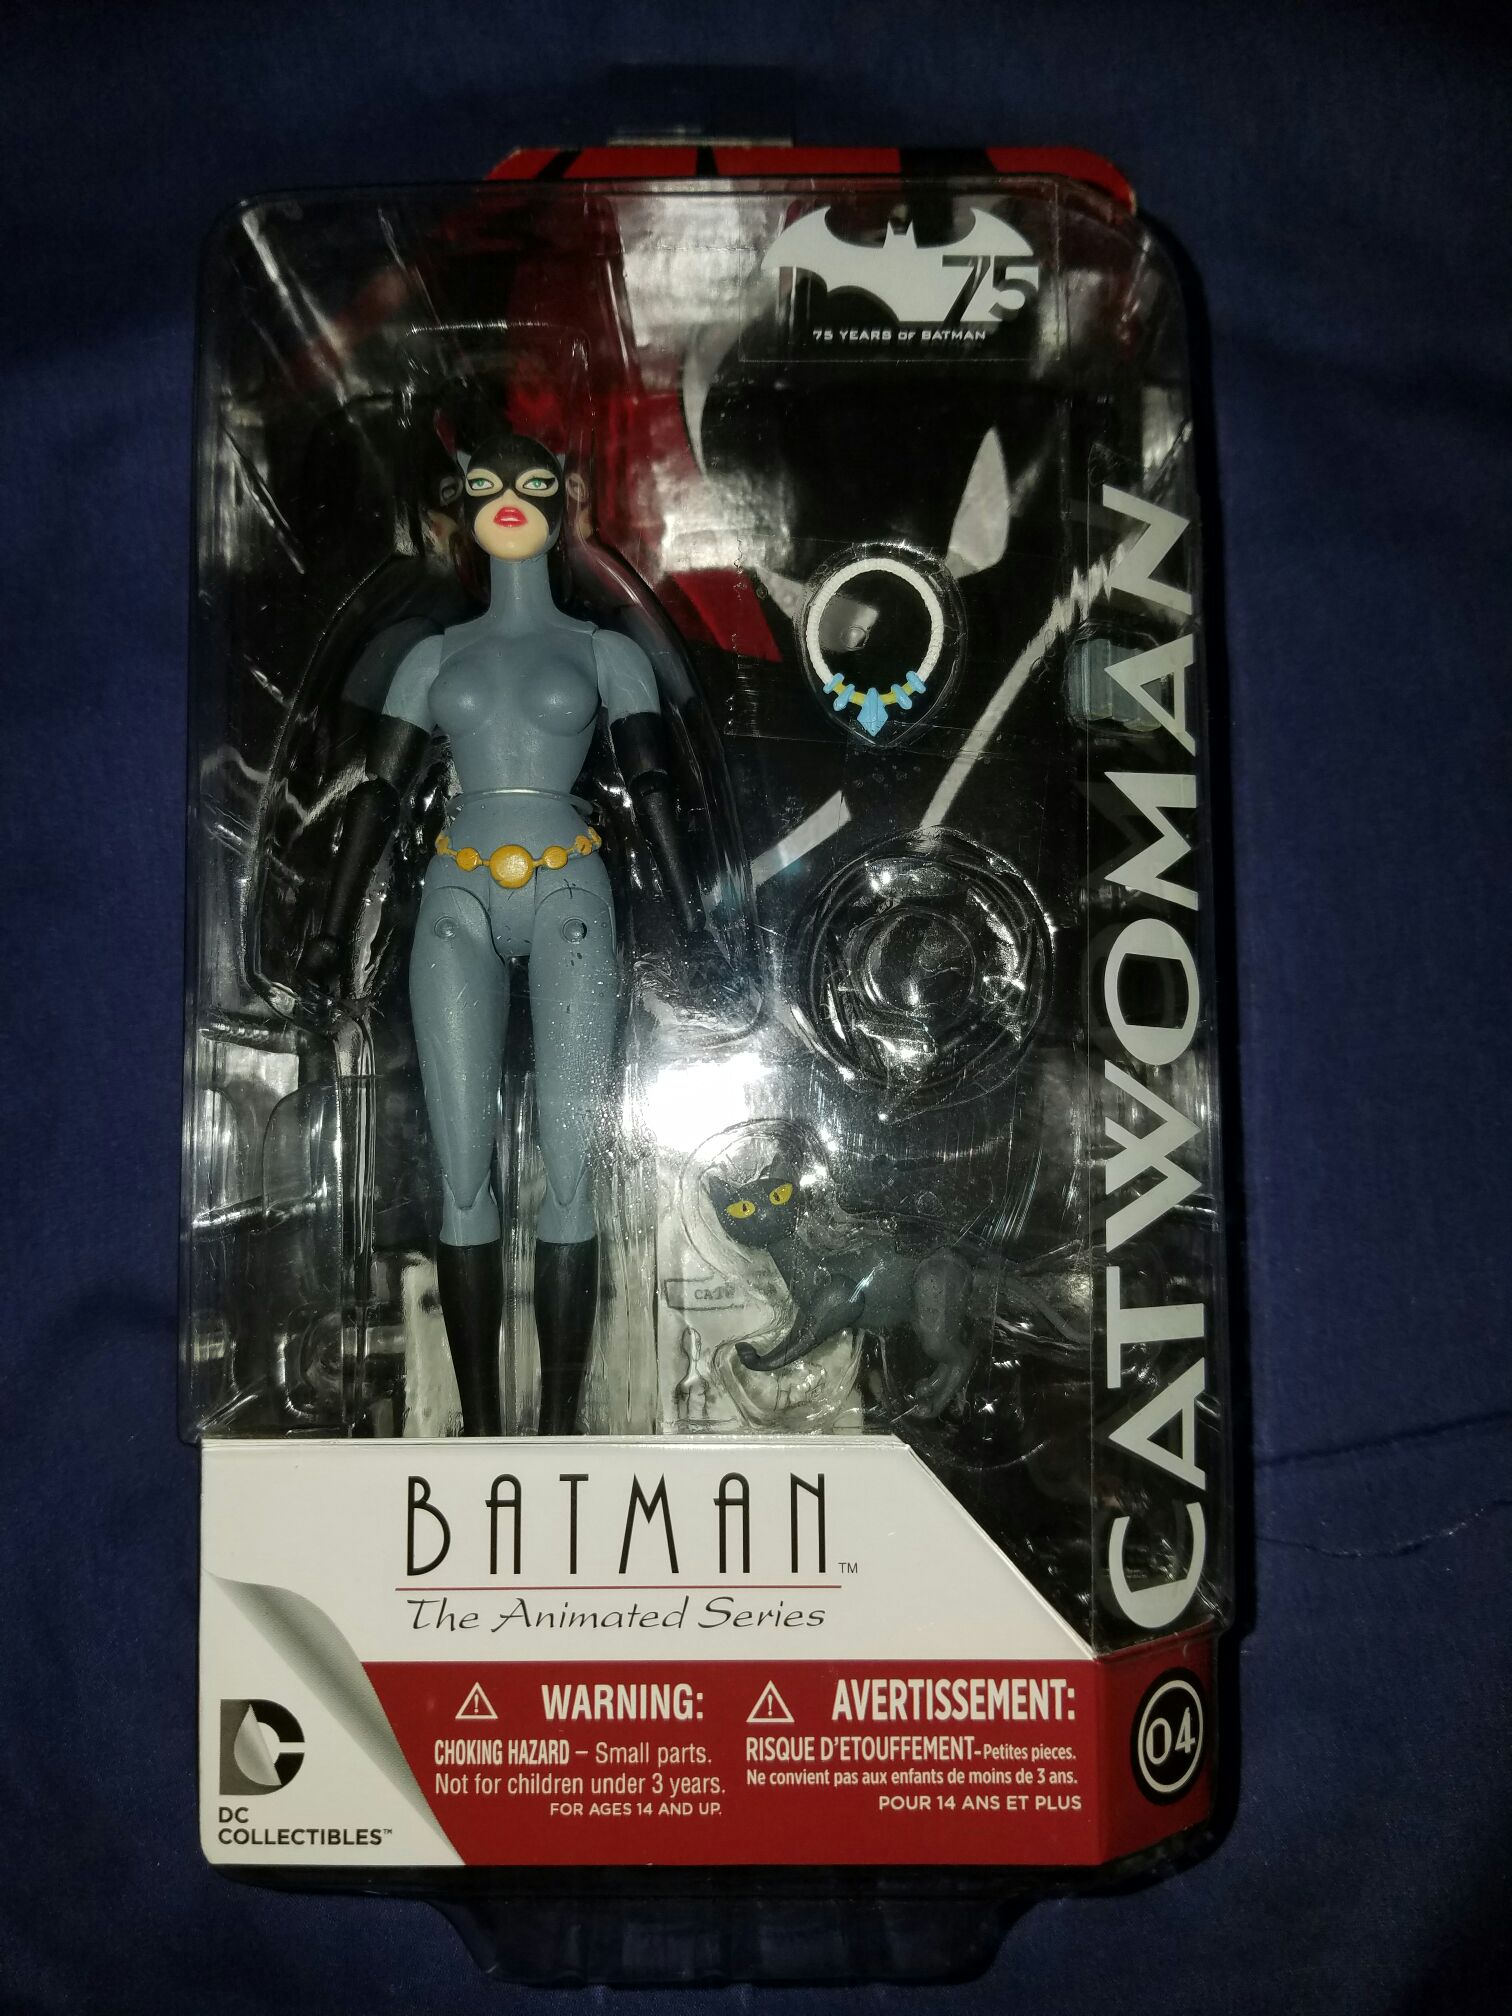 75
75 YEARS OF BATMAN
CATWOMAN
BATMAN™
The Animated Series
WARNING:
CHOKING HAZARD – Small parts.
Not for children under 3 years.
FOR AGES 14 AND UP.
AVERTISSEMENT:
RISQUE D'ETOUFFEMENT-Petites pieces.
Ne convient pas aux enfants de moins de 3 ans.
POUR 14 ANS ET PLUS
04
DC
COLLECTIBLES™